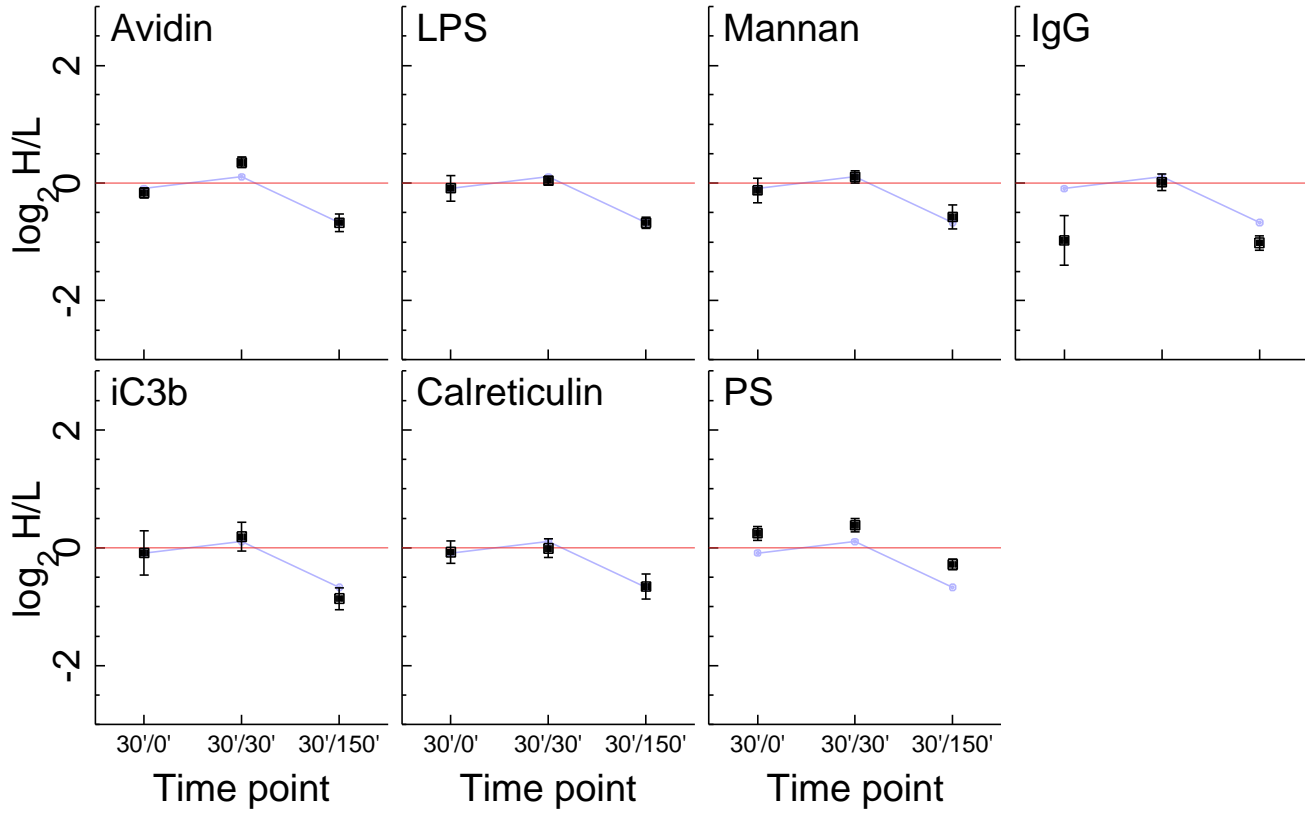 Avidin
LPS
Mannan
IgG
log2 H/L
2
0
-2
iC3b
Calreticulin
PS
log2 H/L
2
0
-2
30'/0' 30'/30' 30'/150'
30'/0' 30'/30' 30'/150'
30'/0' 30'/30' 30'/150'
Time point
Time point
Time point